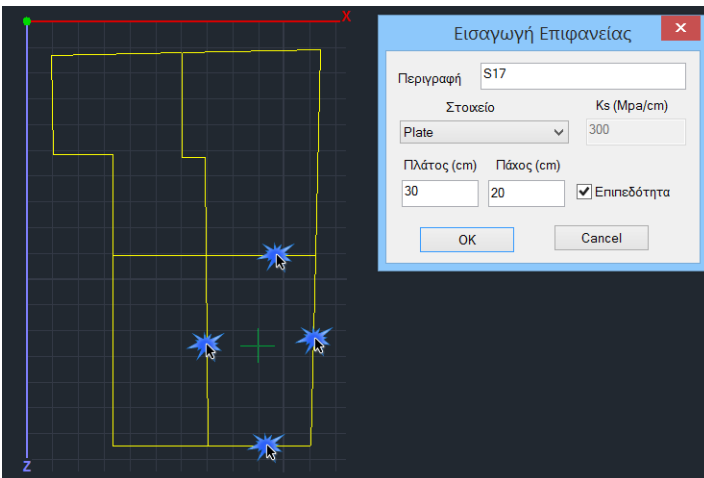 X
Z
Εισαγωγή Επιφανείας
x
Περιγραφή S17
Στοιχείο Ks (Mpa/cm)
Plate 300
Πλάτος (cm) Πάχος (cm)
30 20 Επιπεδότητα
OK Cancel